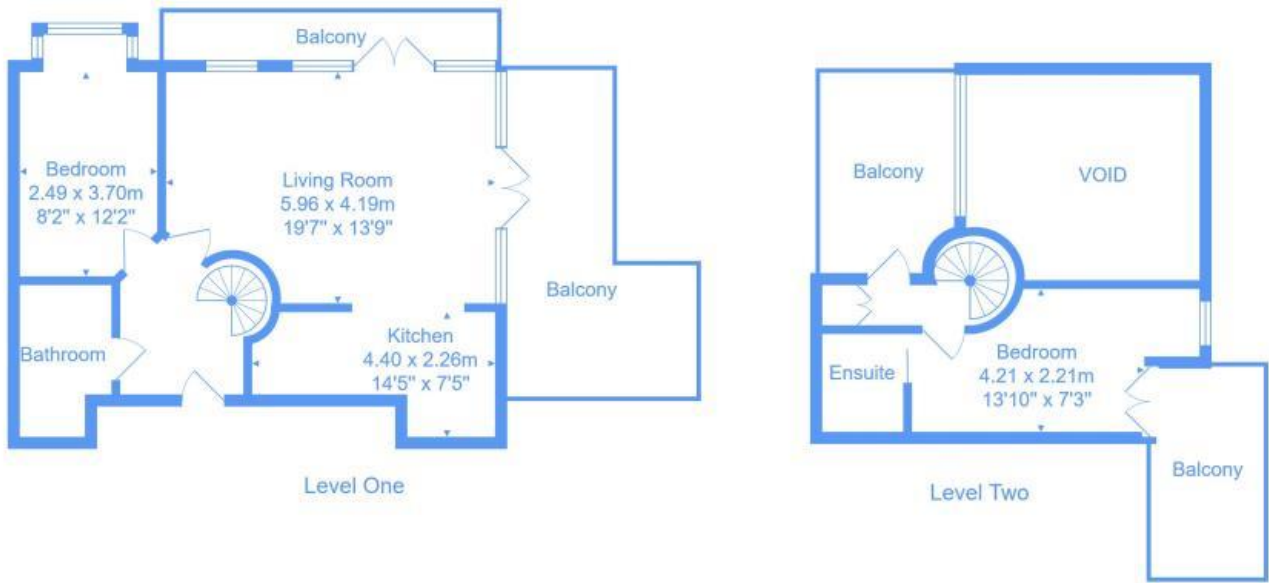 Balcony
Bedroom
2.49 x 3.70m
8'2" x 12'2"
Living Room
5.96 x 4.19m
19'7" x 13'9"
Balcony
Bathroom
Kitchen
4.40 x 2.26m
14'5" x 7'5"
Level One
Balcony
VOID
Ensuite
Bedroom
4.21 x 2.21m
13'10" x 7'3"
Balcony
Level Two